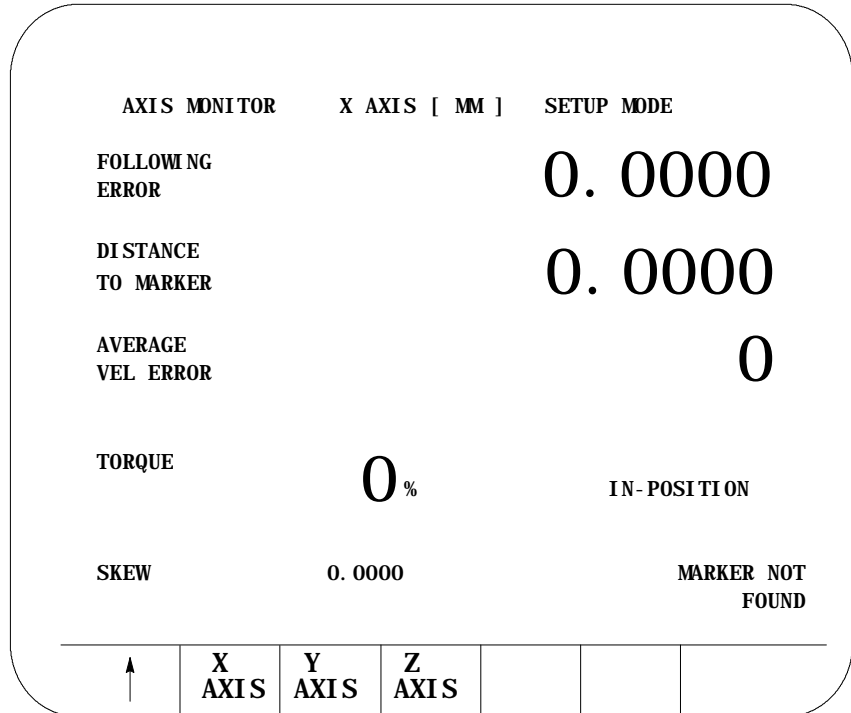 AXIS MONITOR X AXIS [ MM ] SETUP MODE
FOLLOWING
ERROR
0.0000
DISTANCE
TO MARKER
0.0000
AVERAGE
VEL ERROR
0
TORQUE
0%
IN-POSITION
SKEW 0.0000
MARKER NOT
FOUND
X
AXIS
Y
AXIS
Z
AXIS